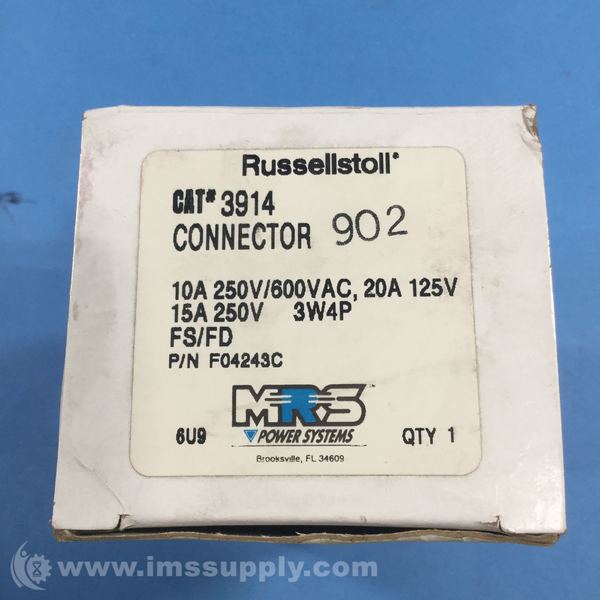 Russellstoll®
CAT# 3914
CONNECTOR 902
10A 250V/600VAC, 20A 125V
15A 250V 3W4P
FS/FD
P/N F04243C
MRS
POWER SYSTEMS
6U9 QTY 1
Brooksville, FL 34609
www.imssupply.com